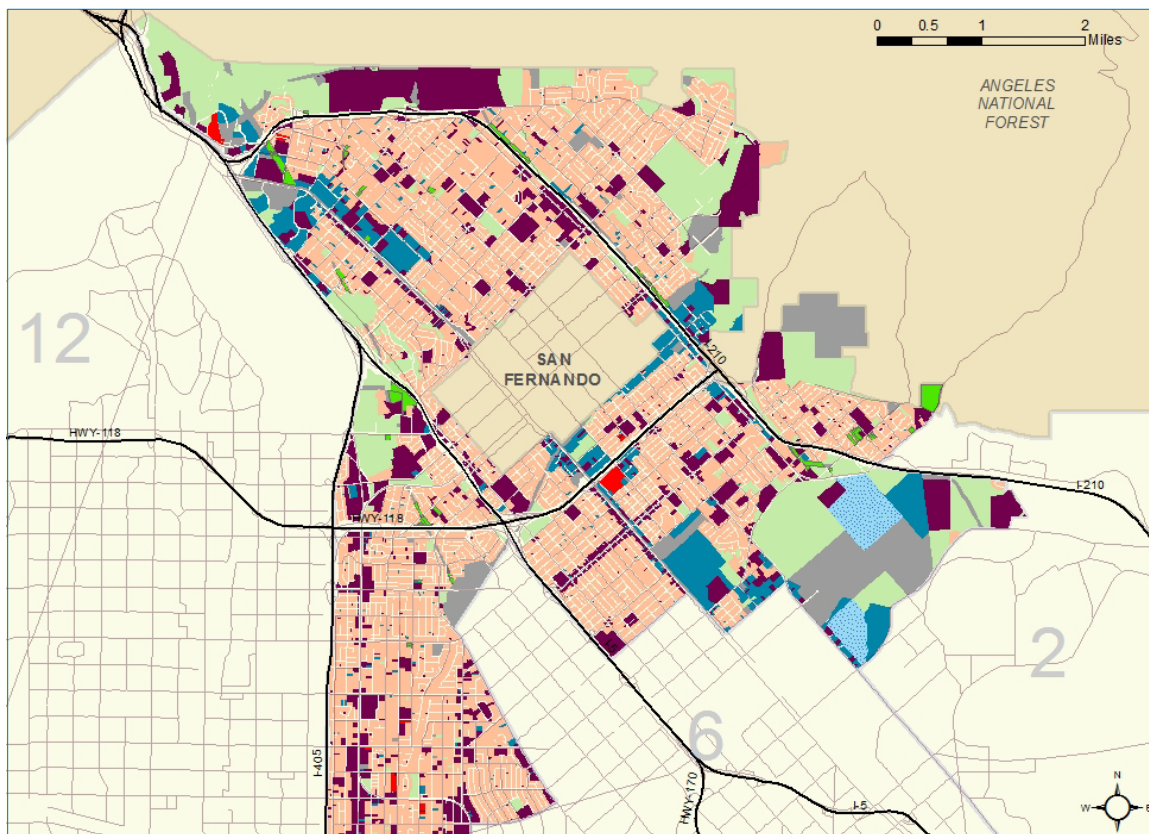 0 0.5 1 2
Miles
ANGELES
NATIONAL
FOREST
12
SAN
FERNANDO
I-210
HWY-118
I-210
HWY-118
2
6
I-405
HWY-170
I-5
N
W E
S